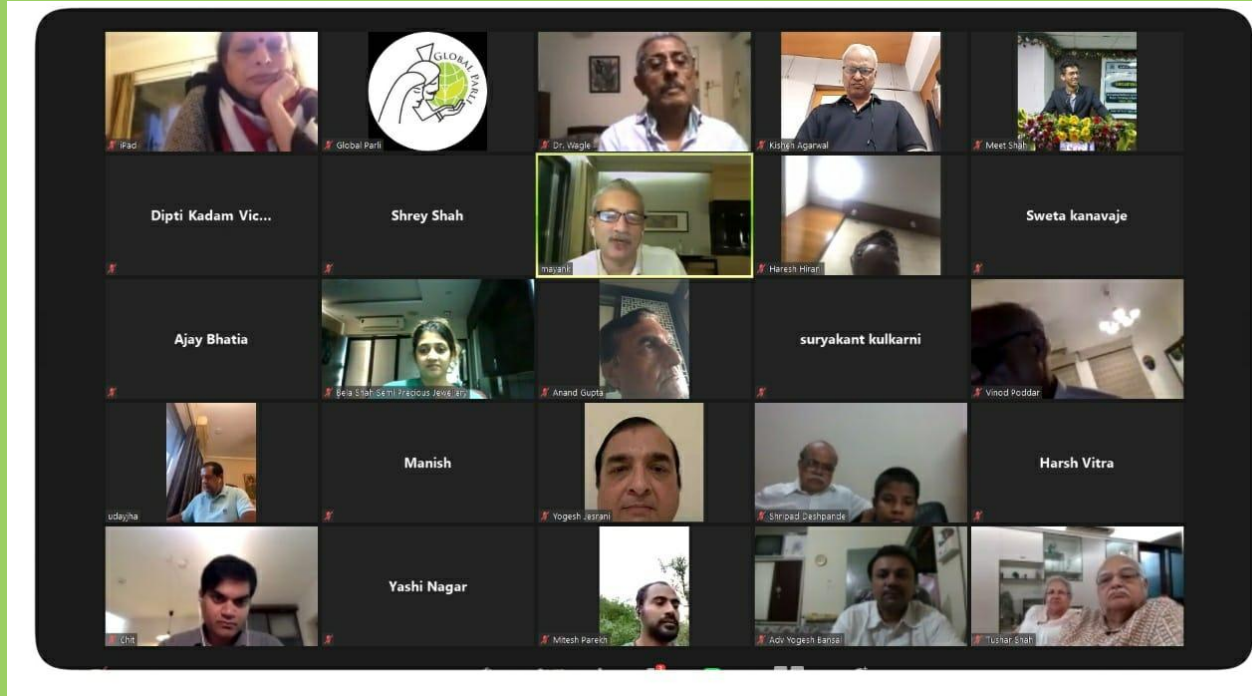 iPad
GLOBAL PARLI
Global Parli
Dr. Wagle
Kishen Agarwal
Meet Shah
Dipti Kadam Vic...
Shrey Shah
mayank
Haresh Hirani
Sweta kanavaje
Ajay Bhatia
Bela Shah Semi Precious Jewellery
Anand Gupta
suryakant kulkarni
Vinod Poddar
udayjha
Manish
Yogesh Jesrani
Shripad Deshpande
Harsh Vitra
Chit
Yashi Nagar
Mitesh Parekh
Adv Yogesh Bansal
Tushar Shah